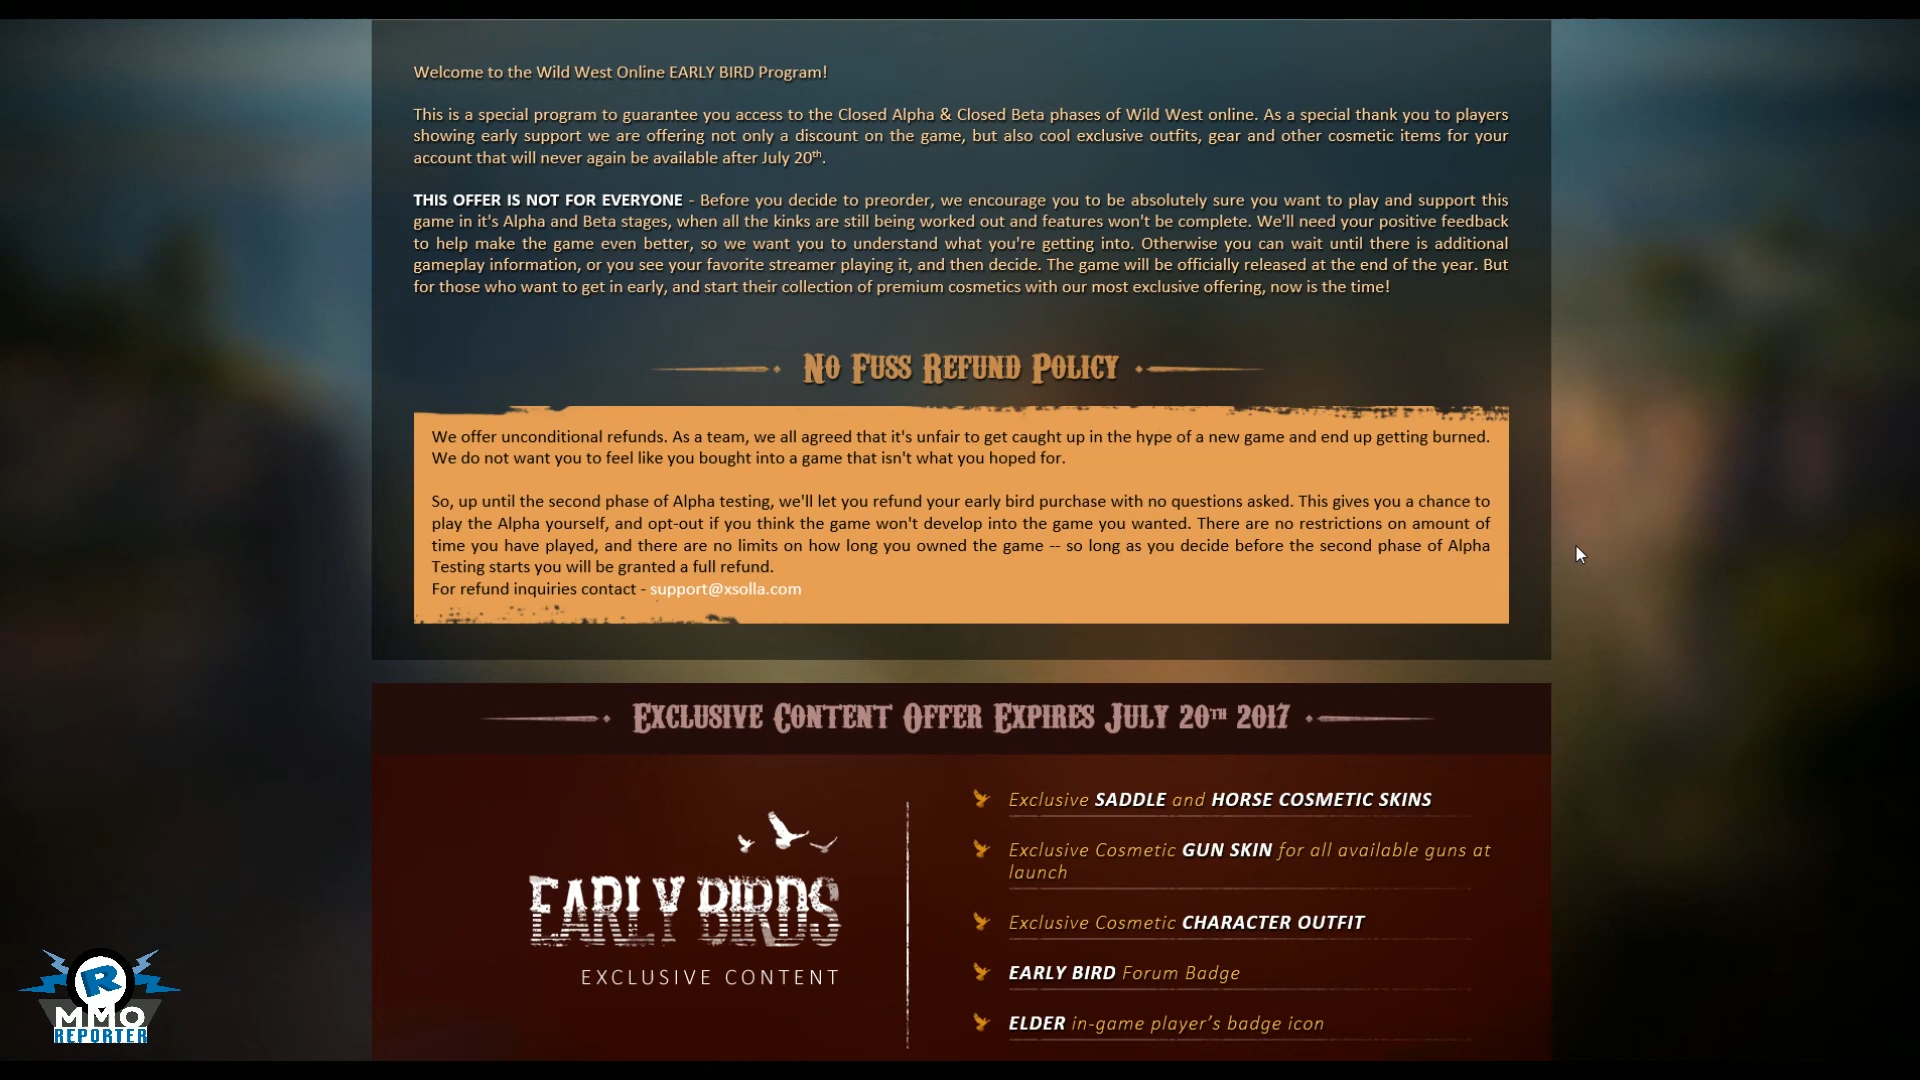 Welcome to the Wild West Online EARLY BIRD Program!
This is a special program to guarantee you access to the Closed Alpha & Closed Beta phases of Wild West online. As a special thank you to players
showing early support we are offering not only a discount on the game, but also cool exclusive outfits, gear and other cosmetic items for your
account that will never again be available after July 20th.
THIS OFFER IS NOT FOR EVERYONE - Before you decide to preorder, we encourage you to be absolutely sure you want to play and support this
game in it's Alpha and Beta stages, when all the kinks are still being worked out and features won't be complete. We'll need your positive feedback
to help make the game even better, so we want you to understand what you're getting into. Otherwise you can wait until there is additional
gameplay information, or you see your favorite streamer playing it, and then decide. The game will be officially released at the end of the year. But
for those who want to get in early, and start their collection of premium cosmetics with our most exclusive offering, now is the time!
No Fuss Refund Policy
We offer unconditional refunds. As a team, we all agreed that it's unfair to get caught up in the hype of a new game and end up getting burned.
We do not want you to feel like you bought into a game that isn't what you hoped for.
So, up until the second phase of Alpha testing, we'll let you refund your early bird purchase with no questions asked. This gives you a chance to
play the Alpha yourself, and opt-out if you think the game won't develop into the game you wanted. There are no restrictions on amount of
time you have played, and there are no limits on how long you owned the game -- so long as you decide before the second phase of Alpha
Testing starts you will be granted a full refund.
For refund inquiries contact - support@xsolla.com
Exclusive Content Offer Expires July 20th 2017
EARLY BIRDS
EXCLUSIVE CONTENT
Exclusive SADDLE and HORSE COSMETIC SKINS
Exclusive Cosmetic GUN SKIN for all available guns at
launch
Exclusive Cosmetic CHARACTER OUTFIT
EARLY BIRD Forum Badge
ELDER in-game player's badge icon
R
MMO
REPORTER